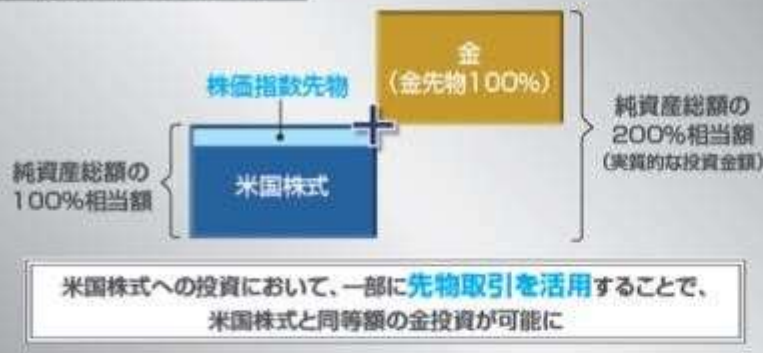 金
(金先物100%)
株価指数先物
米国株式
純資産総額の
100%相当額
純資産総額の
200%相当額
(実質的な投資金額)
米国株式への投資において、一部に先物取引を活用することで、
米国株式と同等額の金投資が可能に